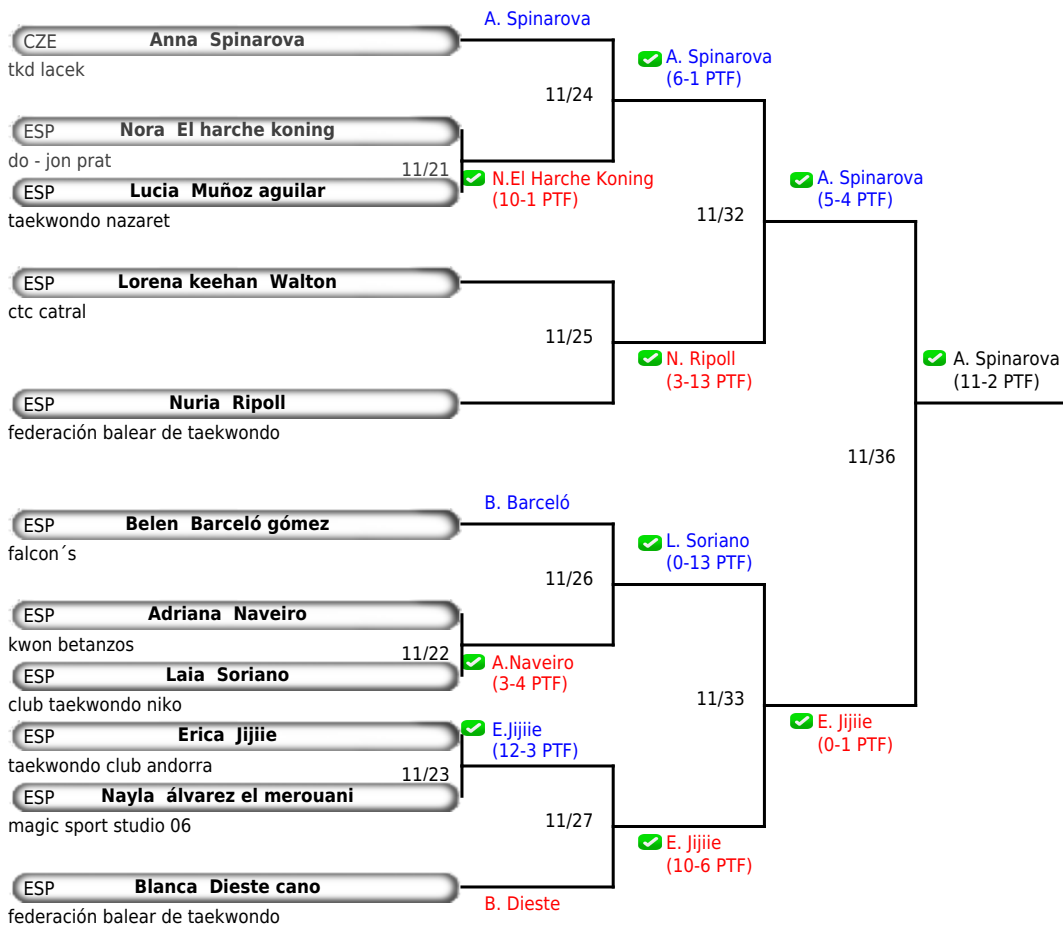 A. Spinarova
CZE Anna Spinarova
tkd lacek
A. Spinarova
(6-1 PTF)
11/24
ESP Nora El harche koning
do - jon prat
11/21
N.El Harche Koning
(10-1 PTF)
ESP Lucia Muñoz aguilar
taekwondo nazaret
A. Spinarova
(5-4 PTF)
11/32
ESP Lorena keehan Walton
ctc catral
11/25
N. Ripoll
(3-13 PTF)
A. Spinarova
(11-2 PTF)
ESP Nuria Ripoll
federación balear de taekwondo
11/36
B. Barceló
ESP Belen Barceló gómez
falcon´s
L. Soriano
(0-13 PTF)
11/26
ESP Adriana Naveiro
kwon betanzos
11/22
A.Naveiro
(3-4 PTF)
ESP Laia Soriano
club taekwondo niko
11/33
E. Jijiie
(0-1 PTF)
ESP Erica Jijiie
E.Jijiie
(12-3 PTF)
taekwondo club andorra
11/23
ESP Nayla álvarez el merouani
magic sport studio 06
11/27
E. Jijiie
(10-6 PTF)
ESP Blanca Dieste cano
B. Dieste
federación balear de taekwondo